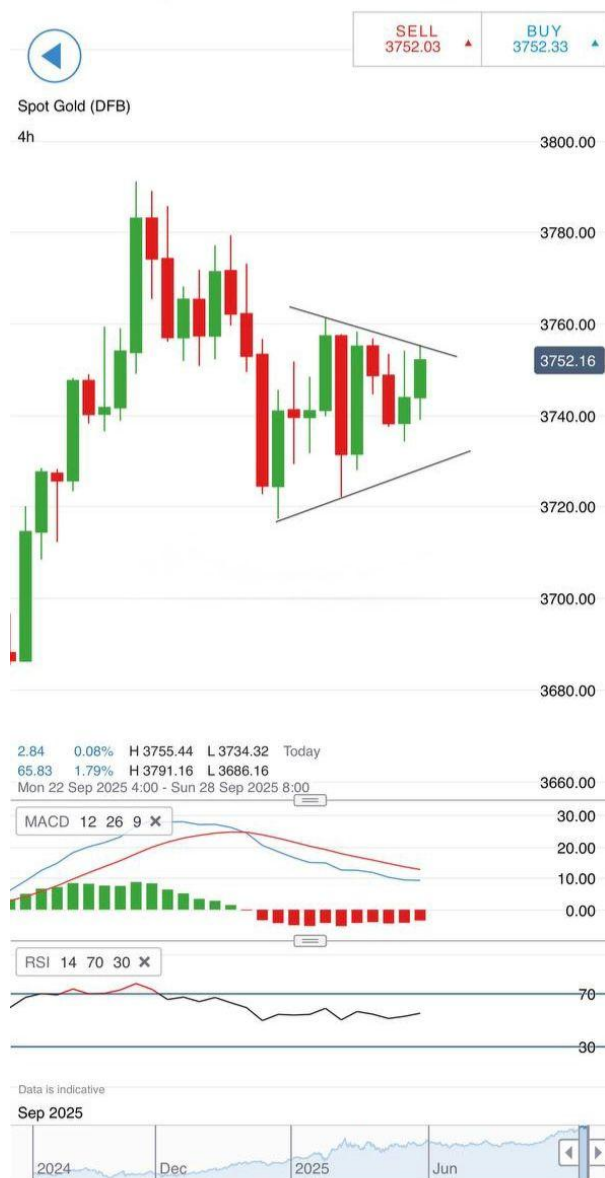 SELL
3752.03
BUY
3752.33
Spot Gold (DFB)
4h
3800.00
3780.00
3760.00
3752.16
3740.00
3720.00
3700.00
3680.00
2.84 0.08% H 3755.44 L 3734.32 Today
65.83 1.79% H 3791.16 L 3686.16
Mon 22 Sep 2025 4:00 - Sun 28 Sep 2025 8:00
3660.00
MACD 12 26 9
30.00
20.00
10.00
0.00
RSI 14 70 30
70
30
Data is indicative
Sep 2025
2024 Dec 2025 Jun